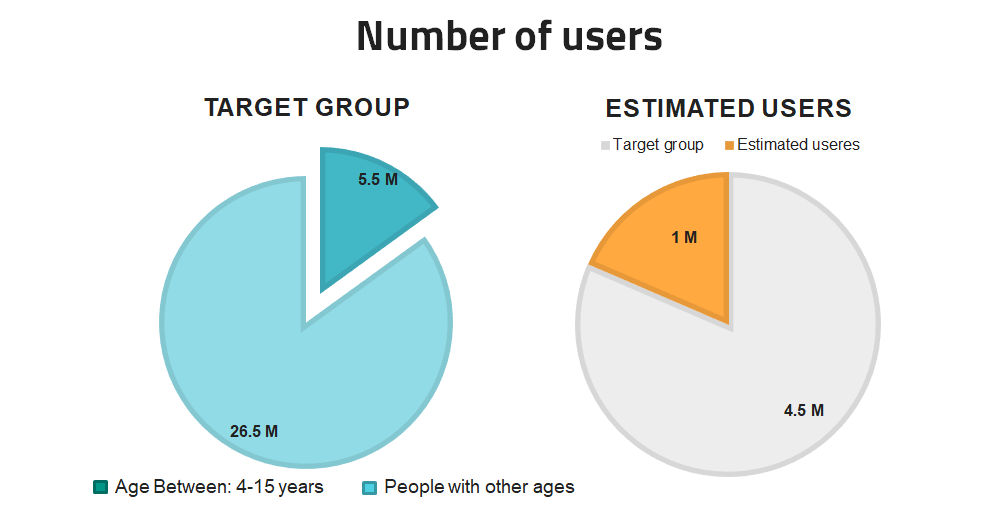 Number of users
TARGET GROUP
5.5 M
26.5 M
Age Between: 4-15 years
People with other ages
ESTIMATED USERS
Target group
Estimated useres
1 M
4.5 M